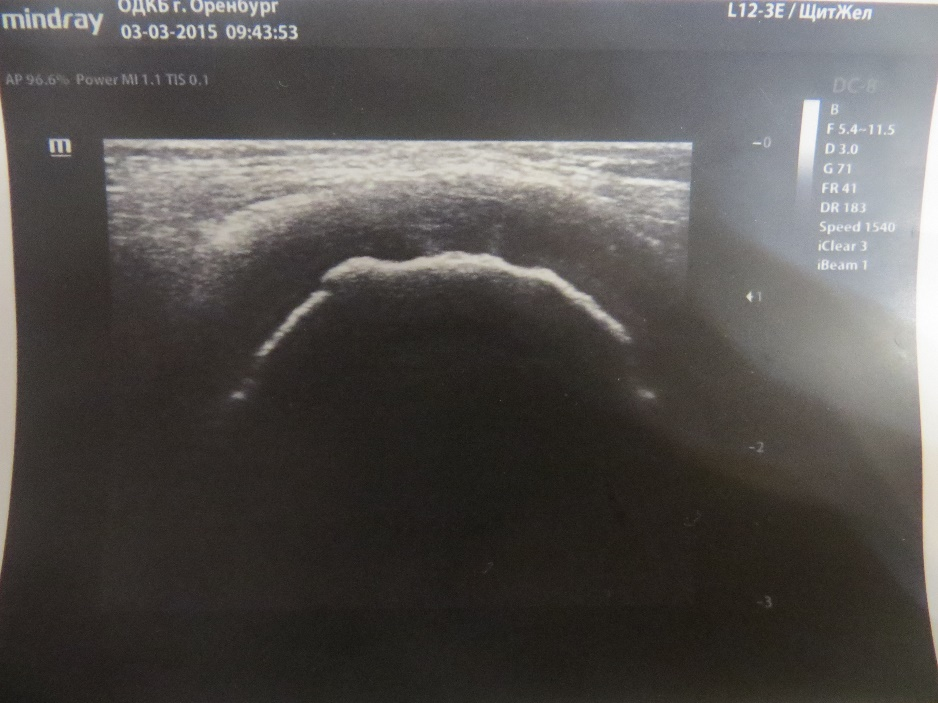 ОДКБ г. Оренбург
mindray
03-03-2015 09:43:53
L12-3E / ЩитЖел
AP 96.6% Power MI 1.1 TIS 0.1
DC-8
m
B
F 5.4-11.5
D 3.0
G 71
FR 41
DR 183
Speed 1540
iClear 3
iBeam 1
0
1
2
3